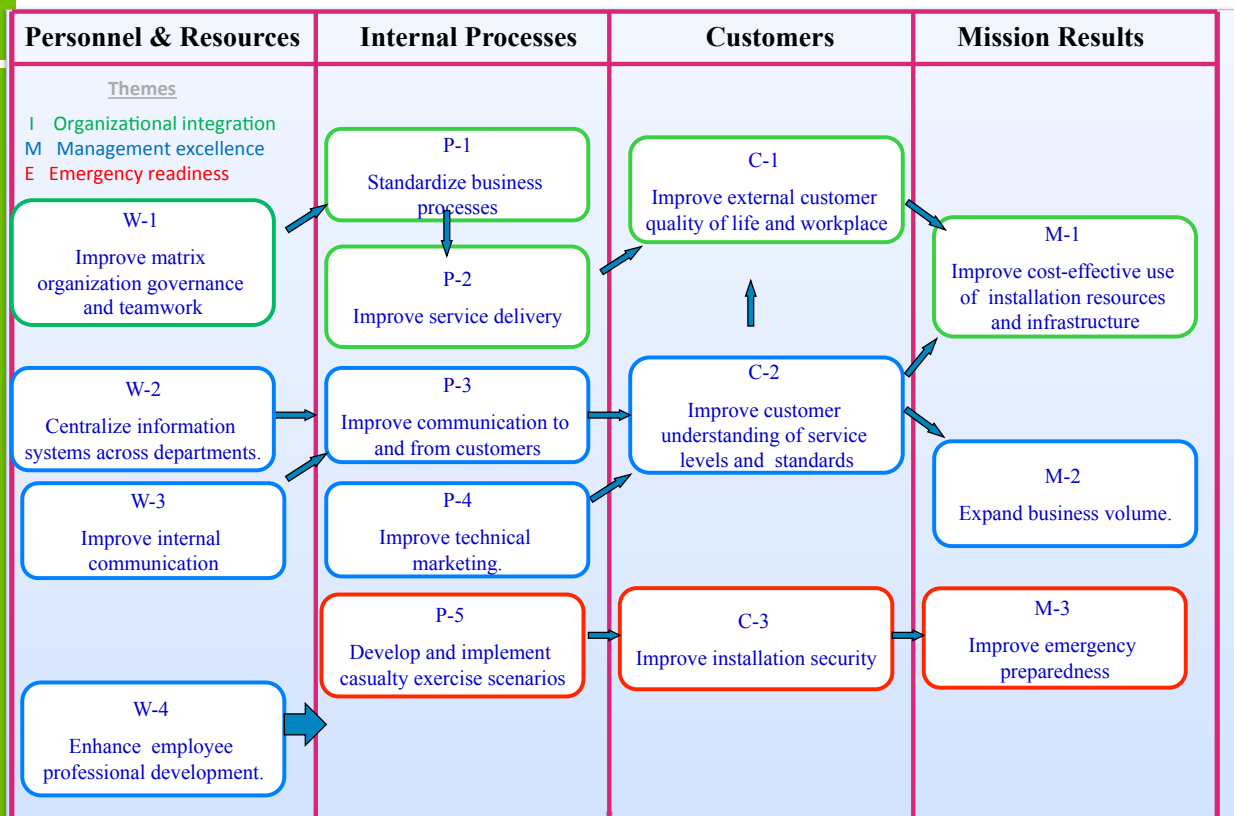 Personnel & Resources
Internal Processes
Customers
Mission Results
Themes
I Organizational integration
M Management excellence
E Emergency readiness
W-1
Improve matrix
organization governance
and teamwork
W-2
Centralize information
systems across departments.
W-3
Improve internal
communication
W-4
Enhance employee
professional development.
P-1
Standardize business
processes
P-2
Improve service delivery
P-3
Improve communication to
and from customers
P-4
Improve technical
marketing.
P-5
Develop and implement
casualty exercise scenarios
C-1
Improve external customer
quality of life and workplace
C-2
Improve customer
understanding of service
levels and standards
C-3
Improve installation security
M-1
Improve cost-effective use
of installation resources
and infrastructure
M-2
Expand business volume.
M-3
Improve emergency
preparedness